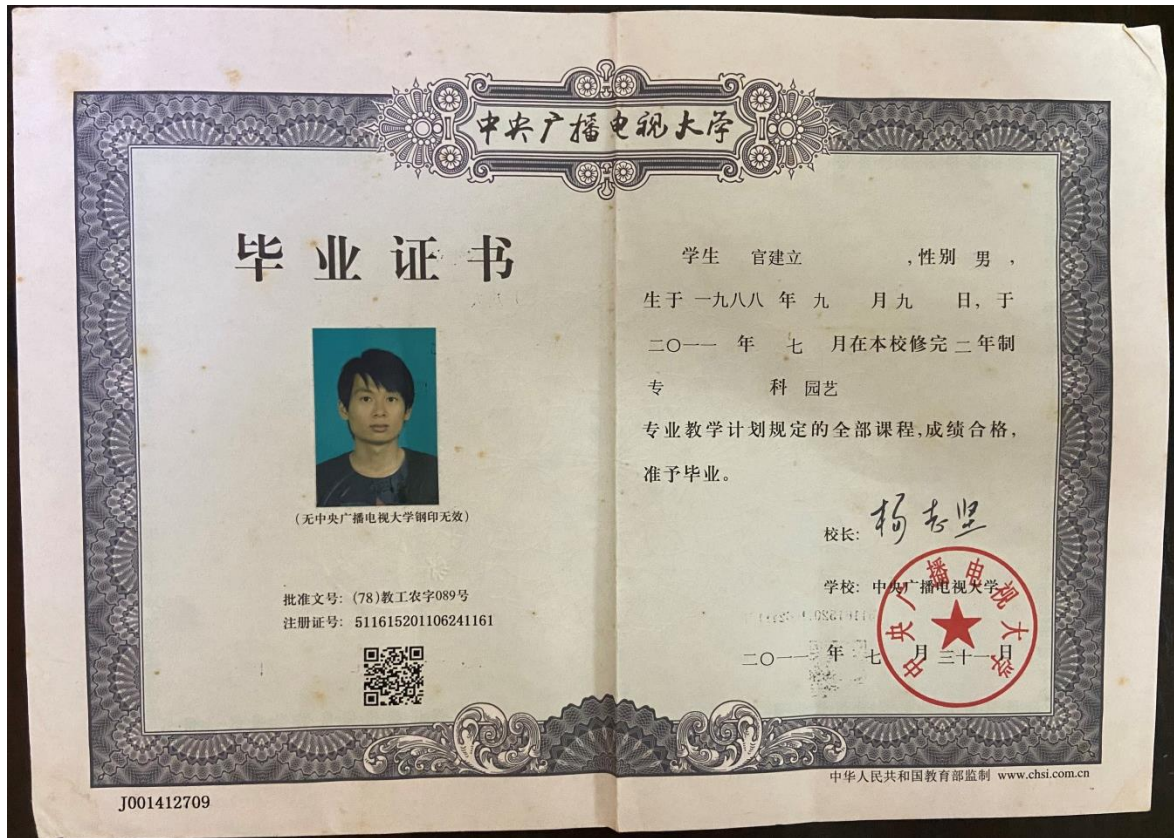 中央广播电视大学
毕业证书
(无中央广播电视大学钢印无效)
批准文号: (78)教工农字089号
注册证号: 511615201106241161
J001412709
学生 官建立 ,性别 男 ,
生于 一九八八 年 九 月 九 日, 于
二〇一一 年 七 月在本校修完 二 年制
专 科 园艺
专业教学计划规定的全部课程,成绩合格,
准予毕业。
校长: 杨志坚
学校: 中央广播电视大学
二〇一一年 七 月 三十一日
中央广播电视大学
中华人民共和国教育部监制 www.chsi.com.cn